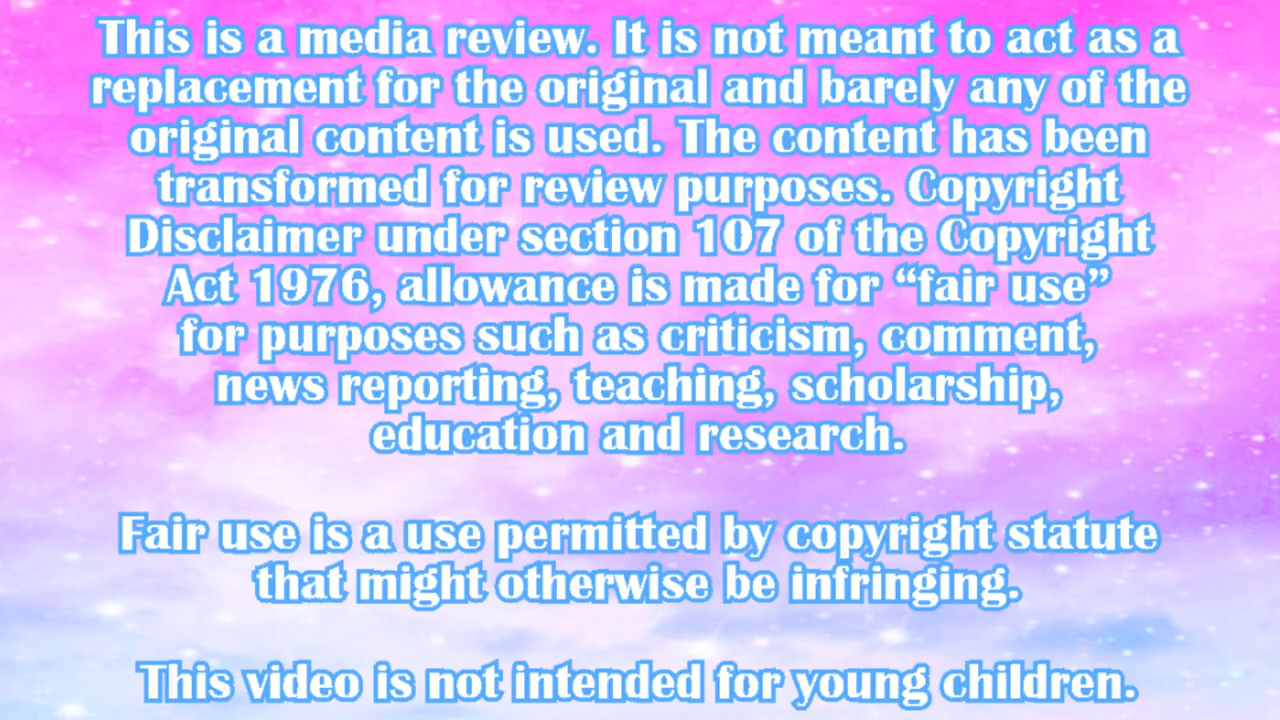 This is a media review. It is not meant to act as a
replacement for the original and barely any of the
original content is used. The content has been
transformed for review purposes. Copyright
Disclaimer under section 107 of the Copyright
Act 1976, allowance is made for “fair use”
for purposes such as criticism, comment,
news reporting, teaching, scholarship,
education and research.
Fair use is a use permitted by copyright statute
that might otherwise be infringing.
This video is not intended for young children.